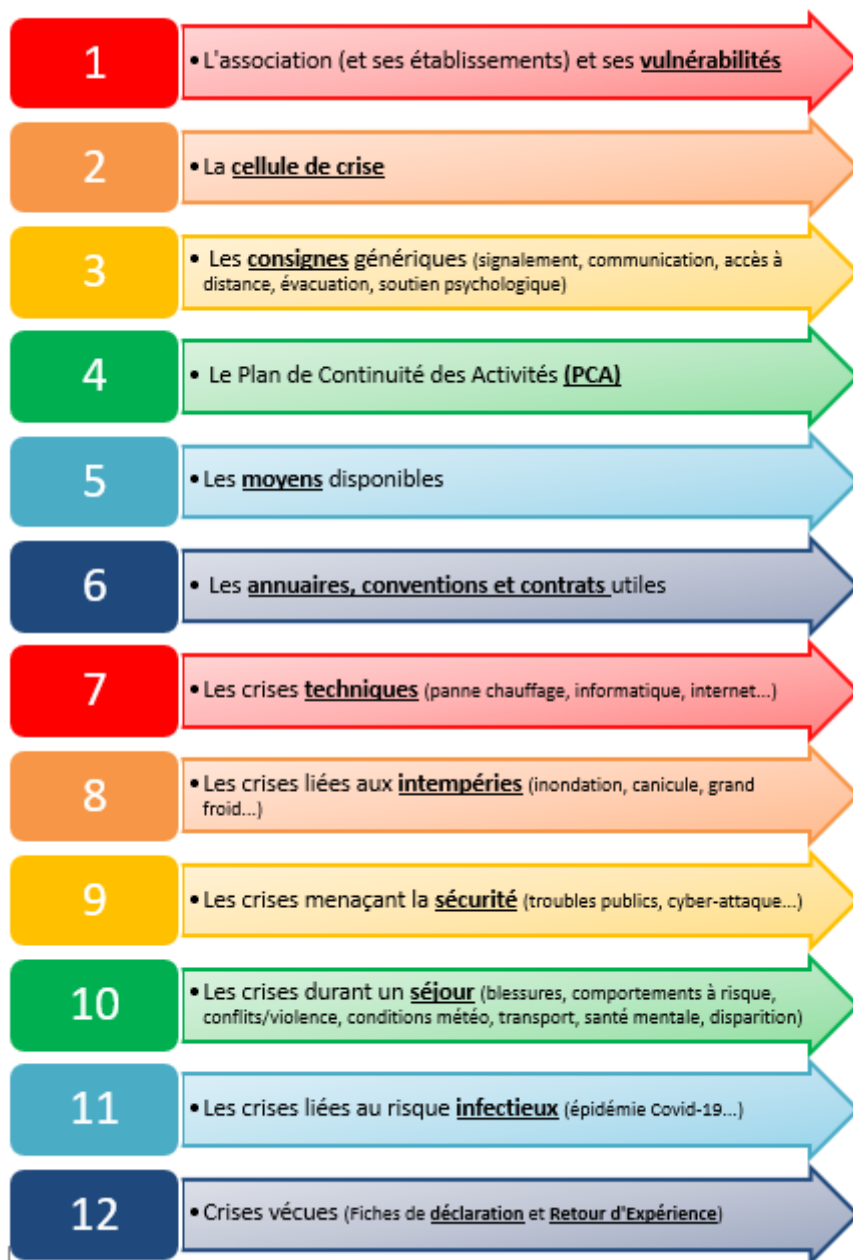 1
• L'association (et ses établissements) et ses vulnérabilités
2
• La cellule de crise
3
• Les consignes génériques (signalement, communication, accès à
distance, évacuation, soutien psychologique)
4
• Le Plan de Continuité des Activités (PCA)
5
• Les moyens disponibles
6
• Les annuaires, conventions et contrats utiles
7
• Les crises techniques (panne chauffage, informatique, internet...)
8
• Les crises liées aux intempéries (inondation, canicule, grand
froid...)
9
• Les crises menaçant la sécurité (troubles publics, cyber-attaque...)
10
• Les crises durant un séjour (blessures, comportements à risque,
conflits/violence, conditions météo, transport, santé mentale, disparition)
11
• Les crises liées au risque infectieux (épidémie Covid-19...)
12
• Crises vécues (Fiches de déclaration et Retour d'Expérience)